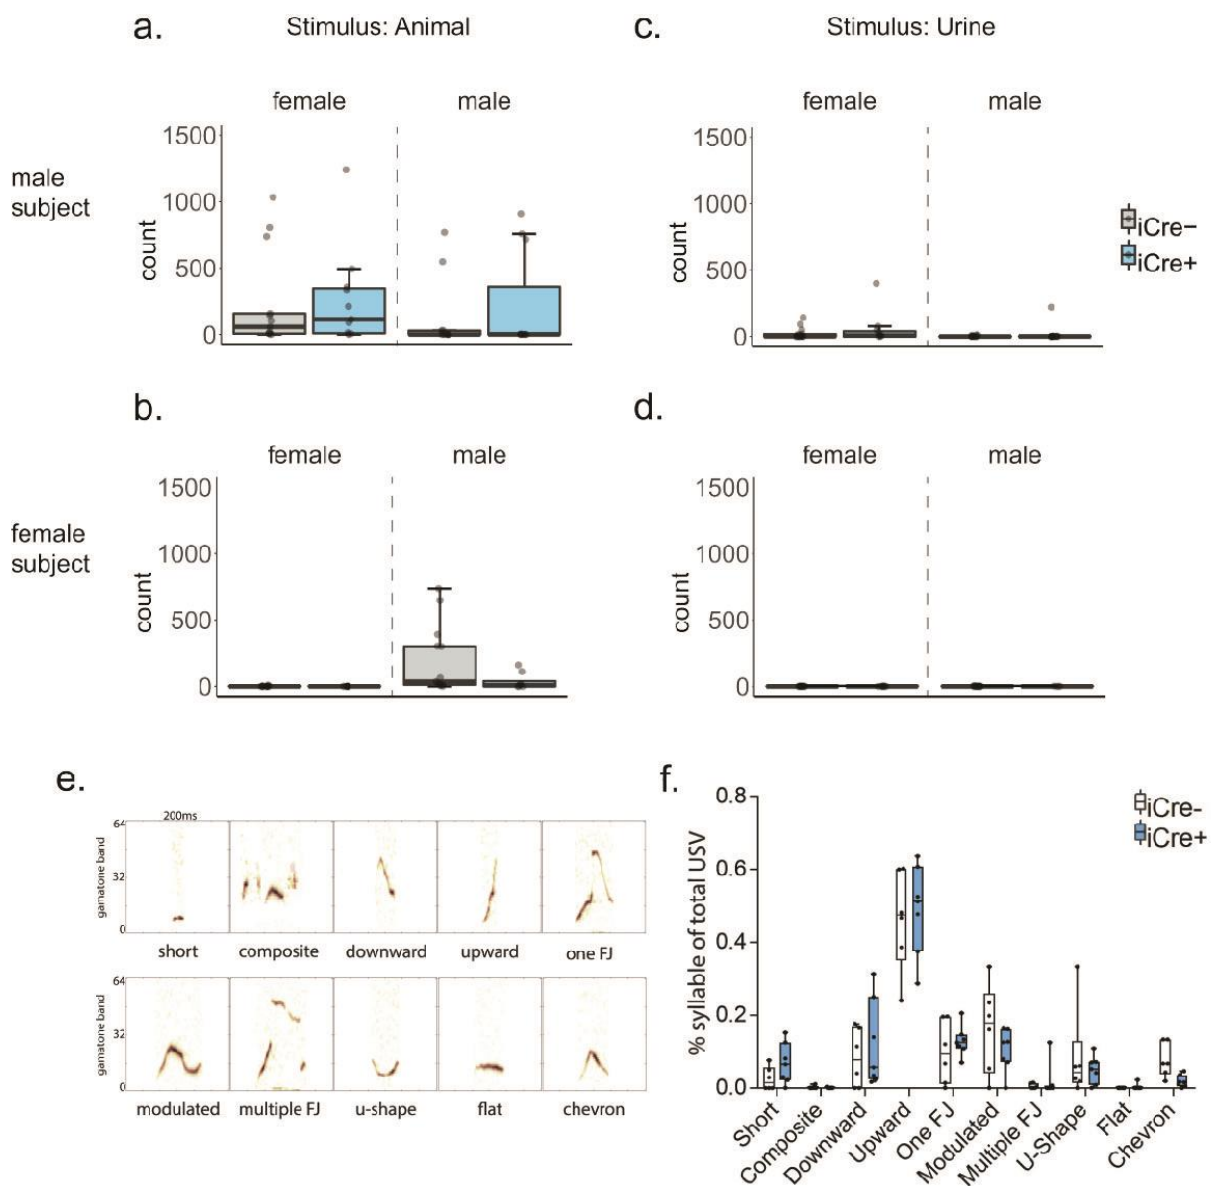 a. Stimulus: Animal
c. Stimulus: Urine
female male
female male
1500
1000
500
0
count
male
subject
1500
1000
500
0
count
iCre−
iCre+
b.
d.
female male
female male
1500
1000
500
0
count
female
subject
1500
1000
500
0
count
e.
200ms
64
32
0
gamatone band
short composite downward upward one FJ
64
32
0
gamatone band
modulated multiple FJ u-shape flat chevron
f.
iCre-
iCre+
0.8
0.6
0.4
0.2
0.0
% syllable of total USV
Short
Composite
Downward
Upward
One FJ
Modulated
Multiple FJ
U-Shape
Flat
Chevron